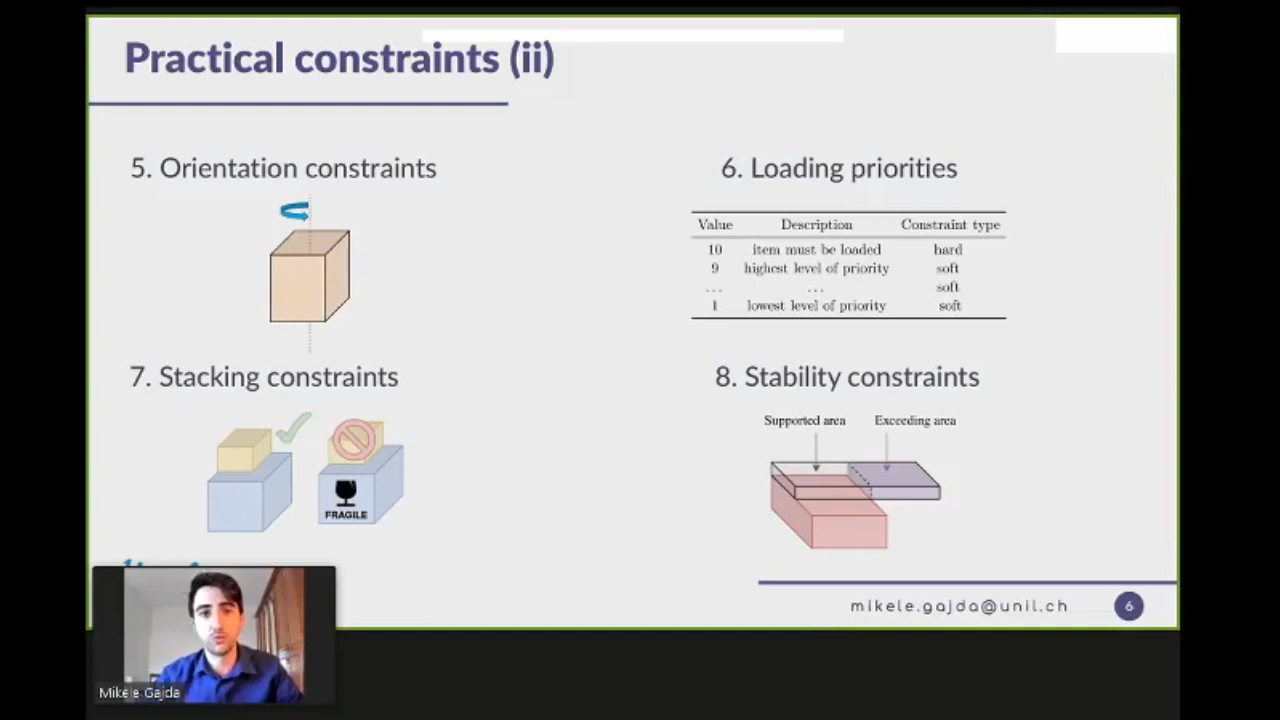 Practical constraints (ii)
5. Orientation constraints
6. Loading priorities
Value Description Constraint type
10 item must be loaded hard
9 highest level of priority soft
... ... soft
1 lowest level of priority soft
7. Stacking constraints
8. Stability constraints
Supported area Exceeding area
FRAGILE
mikele.gajda@unil.ch 6
Mikele Gajda